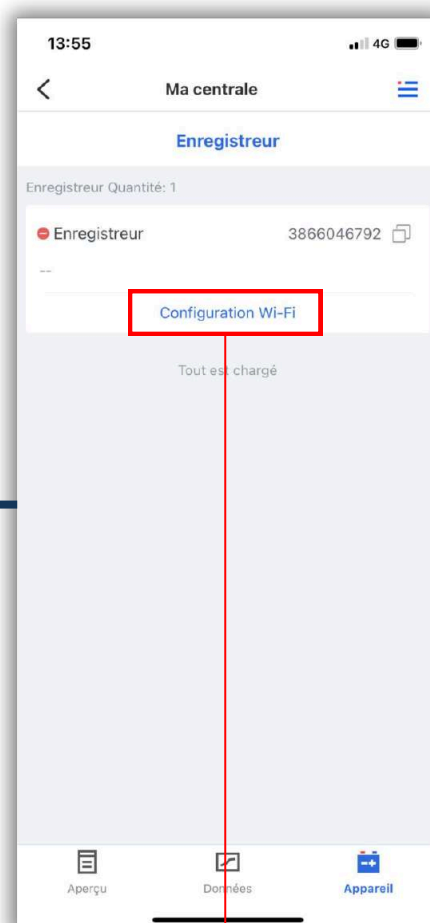 13:55
4G
Ma centrale
Enregistreur
Enregistreur Quantité: 1
Enregistreur 3866046792
--
Configuration Wi-Fi
Tout est chargé
Aperçu Données Appareil